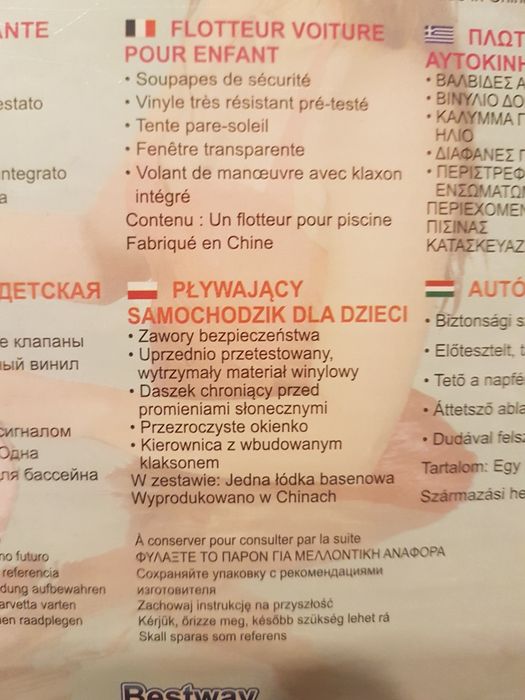 ANTE
estato
ntegrato
a
FLOTTEUR VOITURE
POUR ENFANT
• Soupapes de sécurité
• Vinyle très résistant pré-testé
• Tente pare-soleil
• Fenêtre transparente
• Volant de manœuvre avec klaxon
intégré
Contenu : Un flotteur pour piscine
Fabriqué en Chine
ΠΛΩΤ
ΑΥΤΟΚΙΝΗ
• ΒΑΛΒΙΔΕΣ Α
• ΒΙΝΥΛΙΟ ΔΟ
• ΚΑΛΥΜΜΑ Γ
ΗΛΙΟ
• ΔΙΑΦΑΝΕΣ Π
• ΠΕΡΙΣΤΡΕΦ
ΕΝΣΩΜΑΤΩΜ
ΠΕΡΙΕΧΟΜΕΝ
ΠΙΣΙΝΑΣ
ΚΑΤΑΣΚΕΥΑΖ
ДЕТСКАЯ
е клапаны
ый винил
сигналом
Одна
ля бассейна
PŁYWAJĄCY
SAMOCHODZIK DLA DZIECI
• Zawory bezpieczeństwa
• Uprzednio przetestowany,
wytrzymały materiał winylowy
• Daszek chroniący przed
promieniami słonecznymi
• Przezroczyste okienko
• Kierownica z wbudowanym
klaksonem
W zestawie: Jedna łódka basenowa
Wyprodukowano w Chinach
AUTÓ
• Biztonsági s
• Előtesztelt, t
• Tető a napfé
• Áttetsző abla
• Dudával felsz
Tartalom: Egy
Származási he
no futuro
referencia
dung aufbewahren
arvetta varten
en raadplegen
À conserver pour consulter par la suite
ΦΥΛΑΞΤΕ ΤΟ ΠΑΡΟΝ ΓΙΑ ΜΕΛΛΟΝΤΙΚΗ ΑΝΑΦΟΡΑ
Сохраняйте упаковку с рекомендациями
изготовителя
Zachowaj instrukcję na przyszłość
Kérjük, őrizze meg, később szükség lehet rá
Skall sparas som referens
Bestway